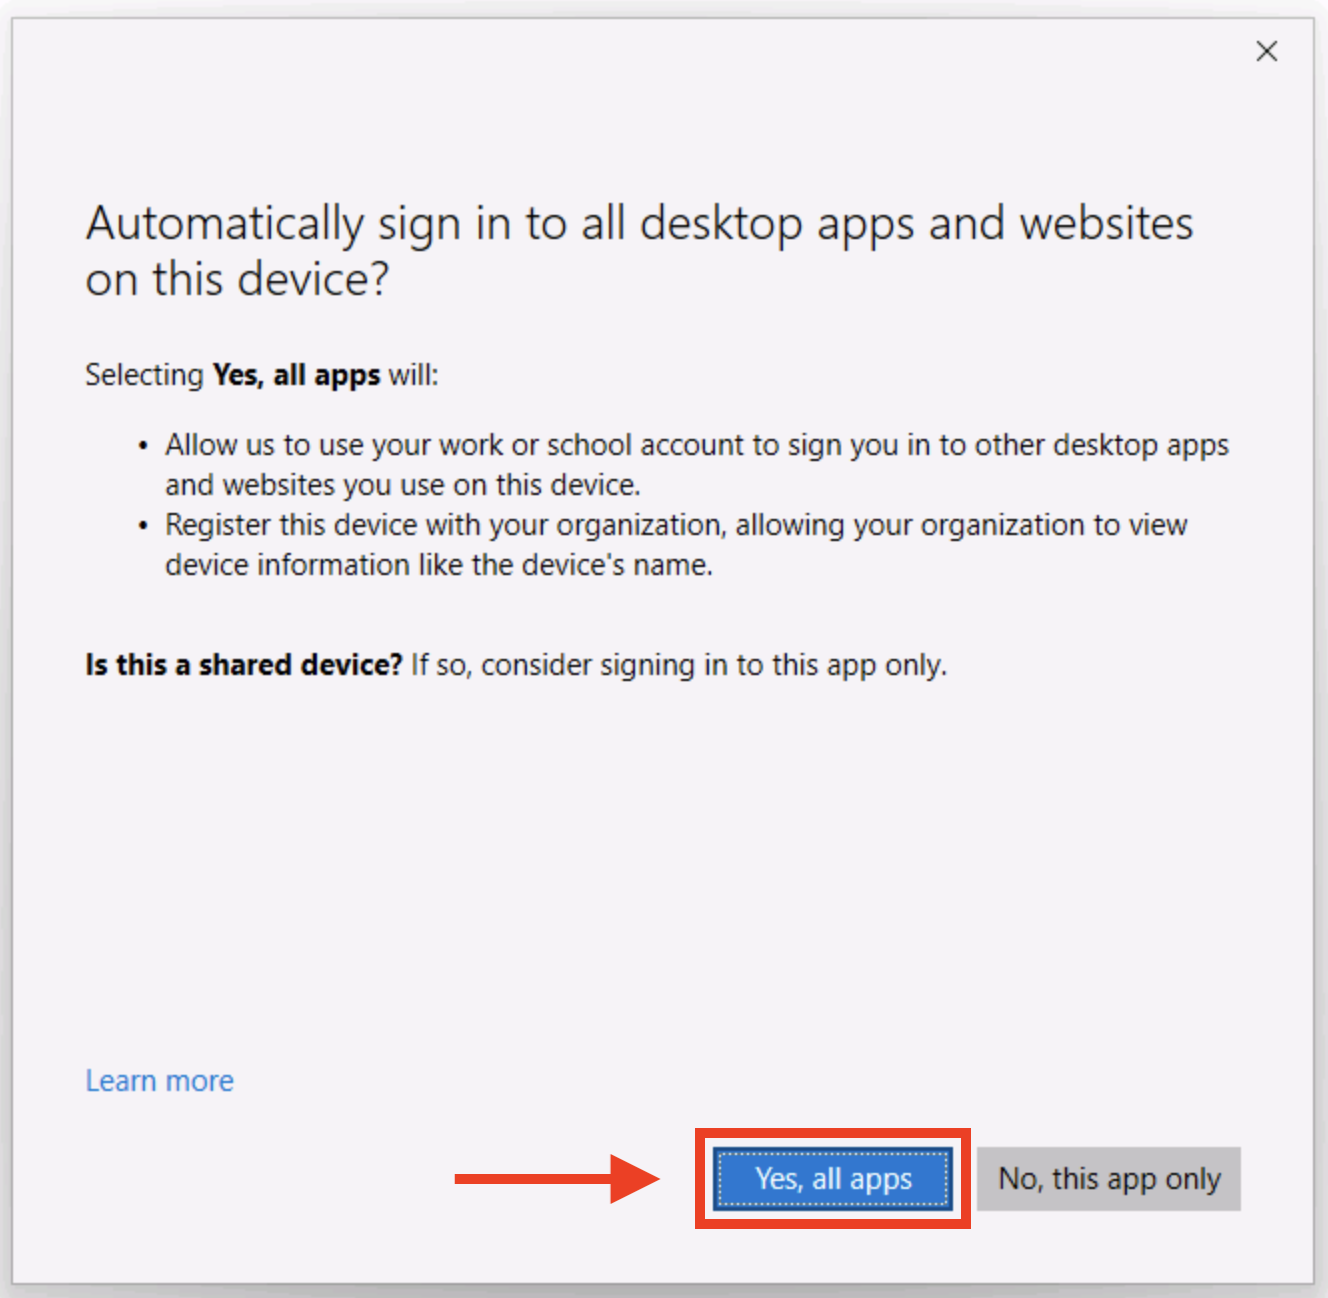 Automatically sign in to all desktop apps and websites
on this device?
Selecting Yes, all apps will:
• Allow us to use your work or school account to sign you in to other desktop apps
and websites you use on this device.
• Register this device with your organization, allowing your organization to view
device information like the device's name.
Is this a shared device? If so, consider signing in to this app only.
Learn more
Yes, all apps
No, this app only